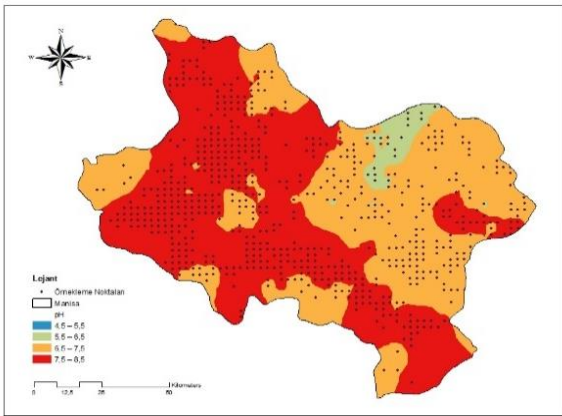 N
W E
S
Lejant
Örnekleme Noktaları
Manisa
pH
4,5 – 5,5
5,5 – 6,5
6,5 – 7,5
7,5 – 8,5
0 12,5 25 50
Kilometers